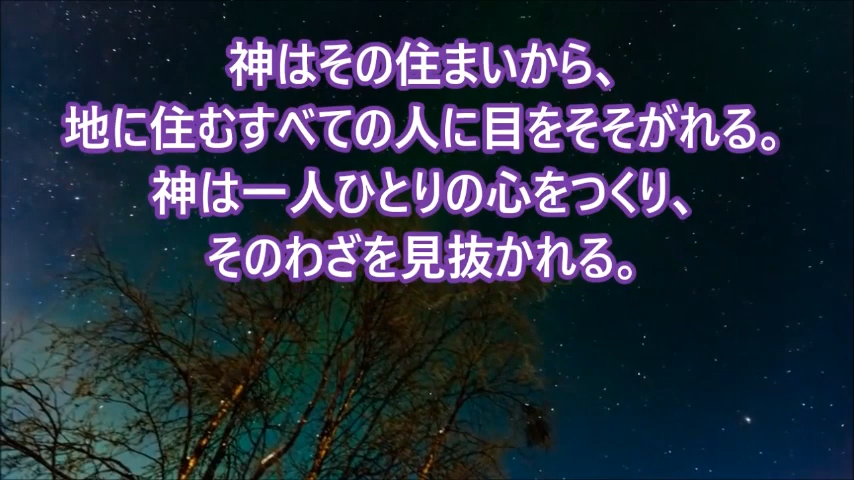 神はその住まいから、
地に住むすべての人に目をそそがれる。
神は一人ひとりの心をつくり、
そのわざを見抜かれる。